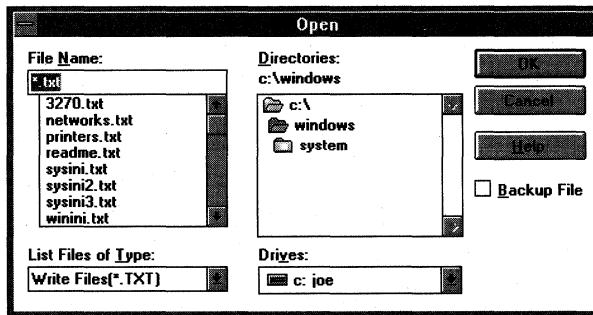 Open
File Name:
*.txt
3270.txt
networks.txt
printers.txt
readme.txt
sysini.txt
sysini2.txt
sysini3.txt
winini.txt
List Files of Type:
Write Files(*.TXT)
Directories:
c:\windows
c:\
windows
system
Drives:
c: joe
OK
Cancel
Help
Backup File